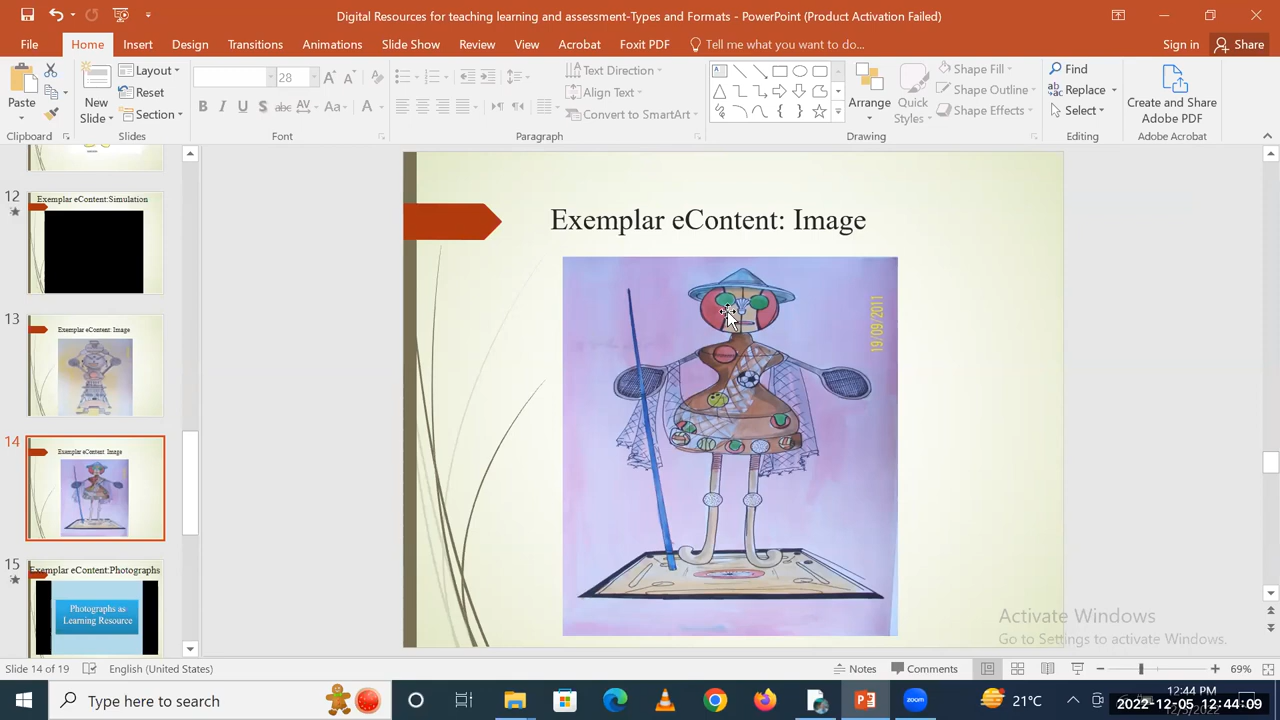 Digital Resources for teaching learning and assessment-Types and Formats - PowerPoint (Product Activation Failed)
File Home Insert Design Transitions Animations Slide Show Review View Acrobat Foxit PDF Tell me what you want to do... Sign in Share
Paste
New Slide
Layout
Reset
Section
28
B I U S abc AV Aa A
Text Direction
Align Text
Convert to SmartArt
Arrange
Quick Styles
Shape Fill
Shape Outline
Shape Effects
Find
Replace
Select
Create and Share
Adobe PDF
Clipboard Slides Font Paragraph Drawing Editing Adobe Acrobat
12
Exemplar eContent:Simulation
13
Exemplar eContent: Image
14
Exemplar eContent: Image
15
Exemplar eContent:Photographs
Photographs as
Learning Resource
Exemplar eContent: Image
19/09/2011
Activate Windows
Go to Settings to activate Windows.
Slide 14 of 19 English (United States) Notes Comments 69%
Type here to search
zoom
21°C
12:44 PM
2022-12-05 12:44:09